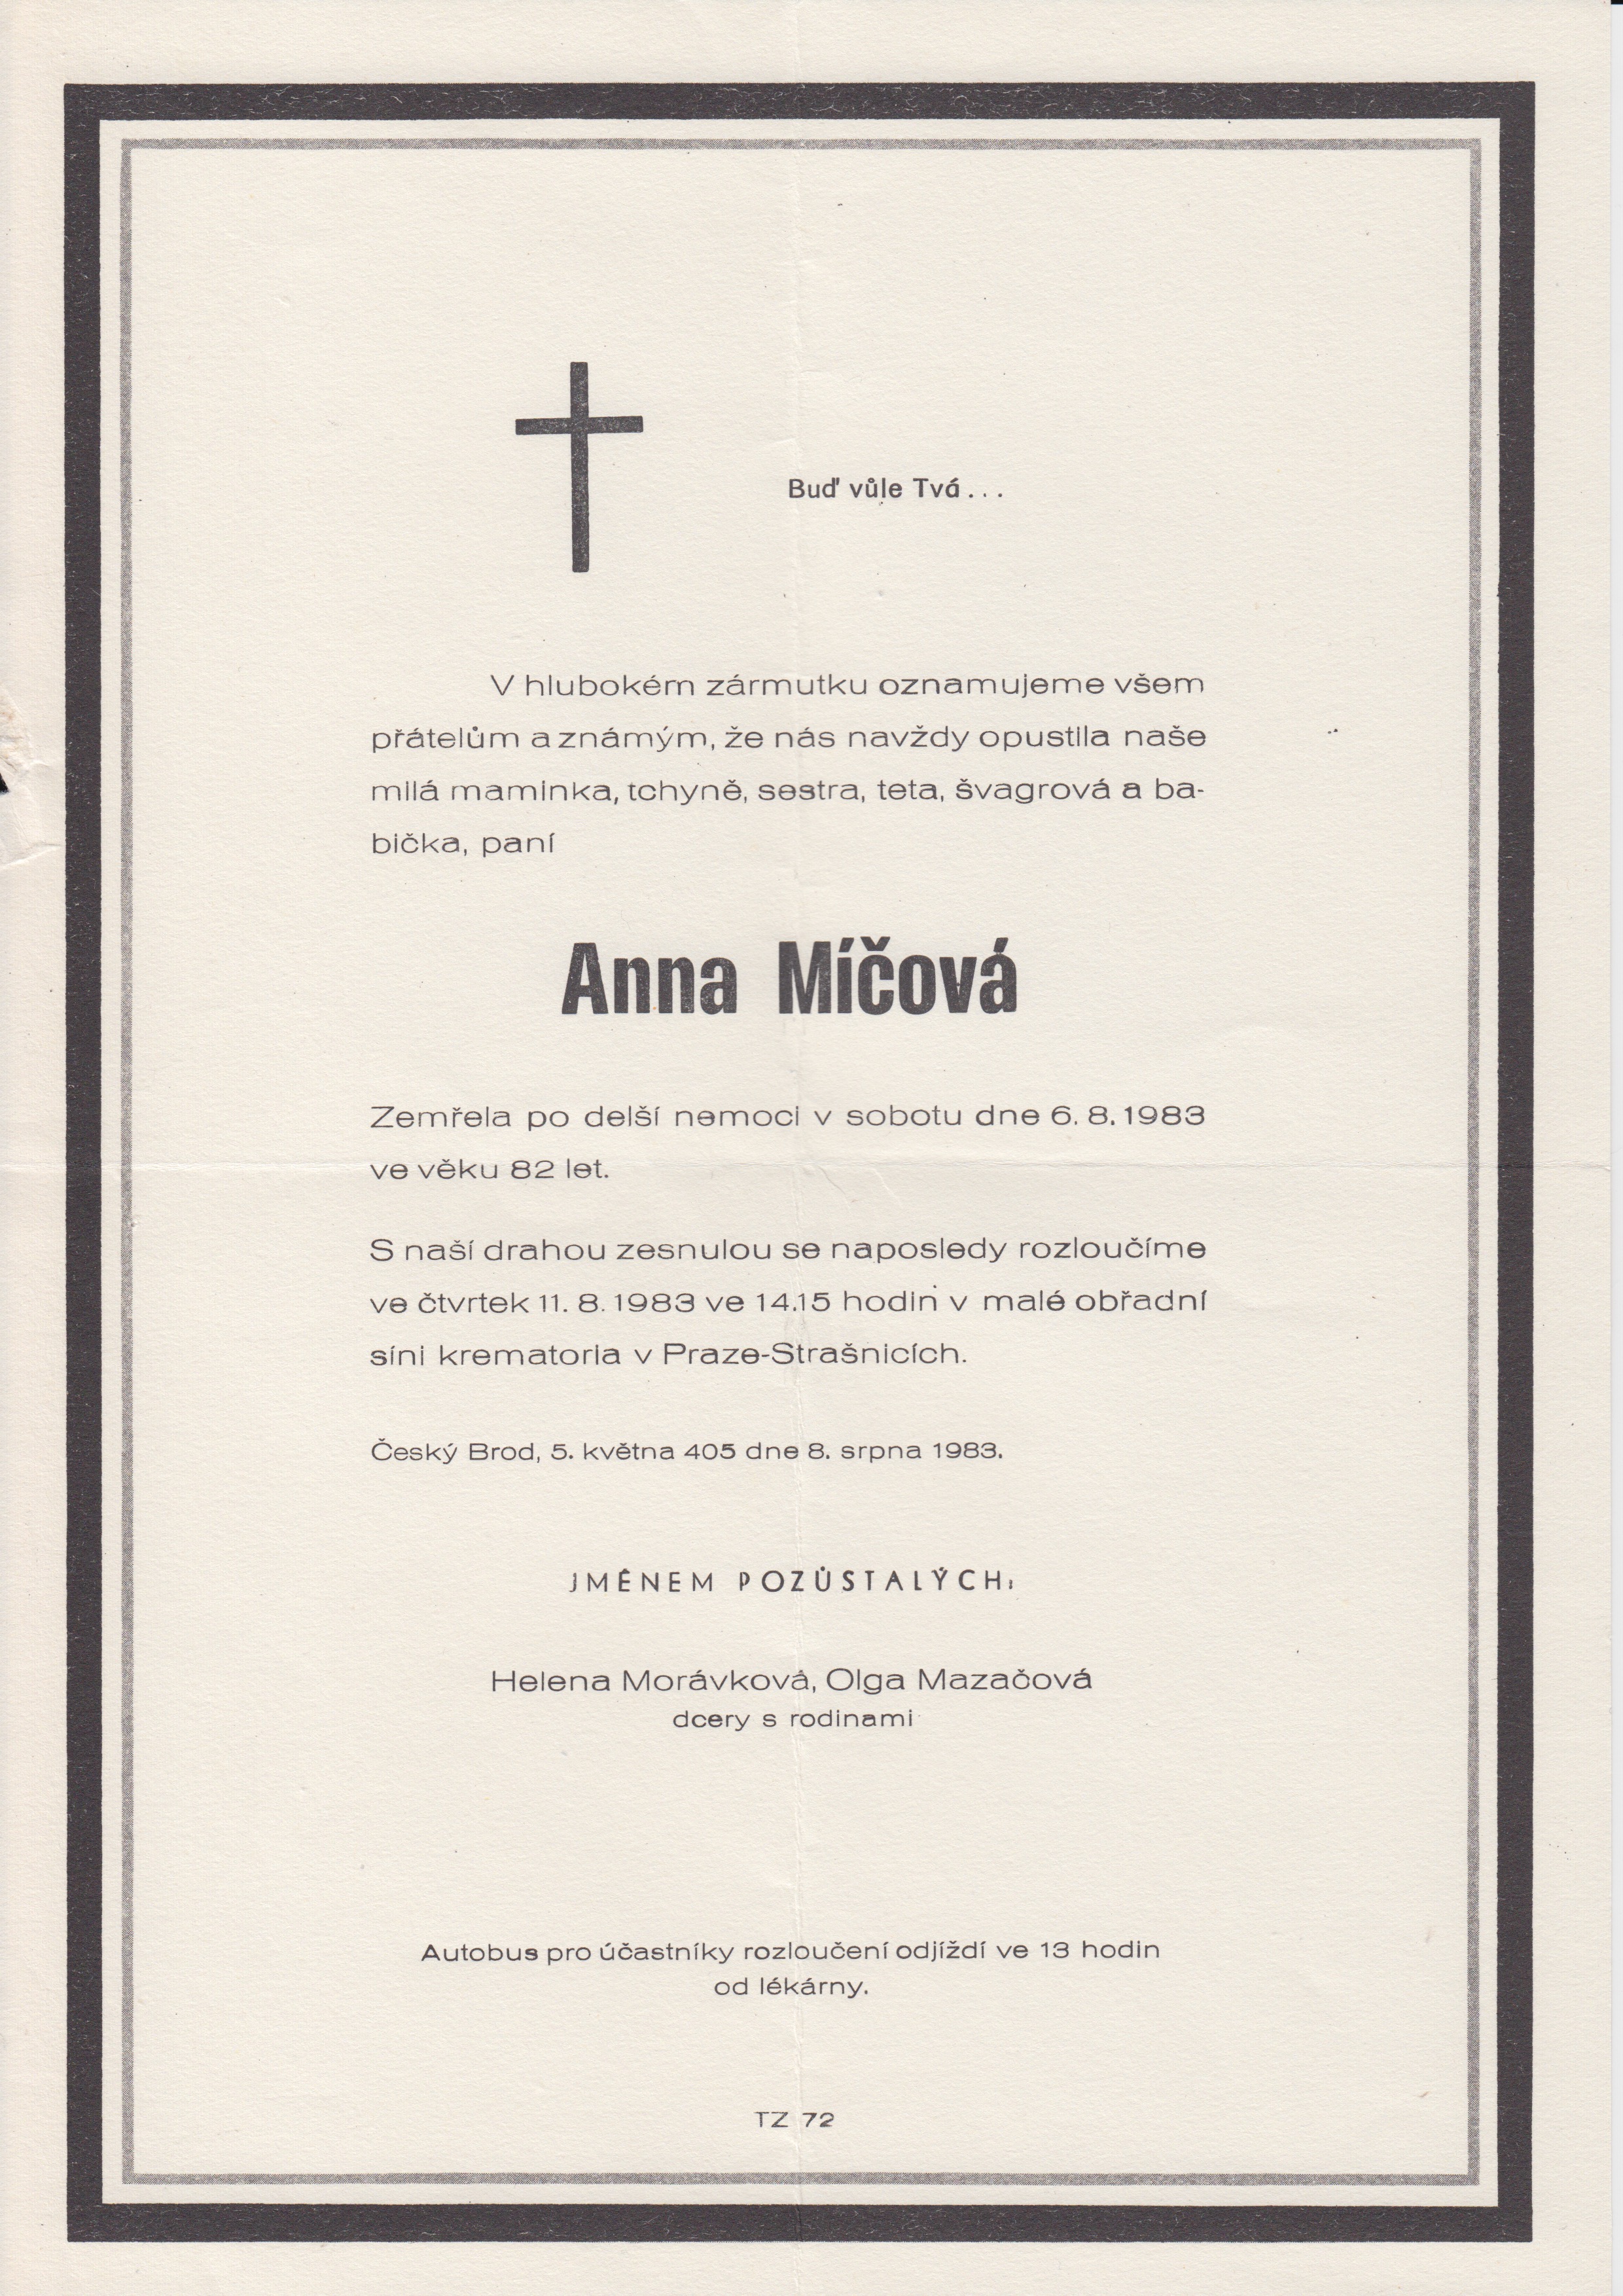 Buď vůle Tvá...
V hlubokém zármutku oznamujeme všem
přátelům a známým, že nás navždy opustila naše
milá maminka, tchyně, sestra, teta, švagrová a ba-
bička, paní
Anna Míčová
Zemřela po delší nemoci v sobotu dne 6. 8. 1983
ve věku 82 let.
S naší drahou zesnulou se naposledy rozloučíme
ve čtvrtek 11. 8. 1983 ve 14.15 hodin v malé obřadní
síni krematoria v Praze-Strašnicích.
Český Brod, 5. května 405 dne 8. srpna 1983.
JMÉNEM POZŮSTALÝCH:
Helena Morávková, Olga Mazačová
dcery s rodinami
Autobus pro účastníky rozloučení odjíždí ve 13 hodin
od lékárny.
TZ 72